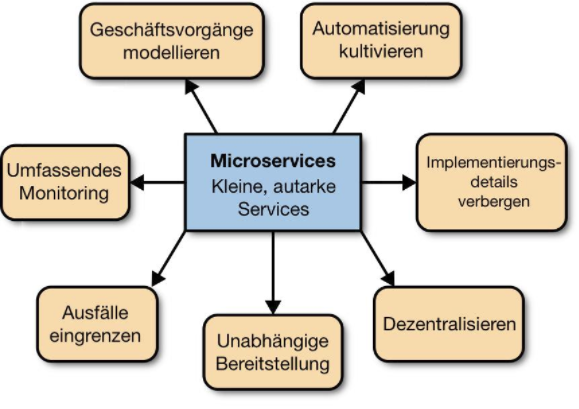 Geschäftsvorgänge
modellieren
Automatisierung
kultivieren
Umfassendes
Monitoring
Microservices
Kleine, autarke
Services
Implementierungs-
details
verbergen
Ausfälle
eingrenzen
Unabhängige
Bereitstellung
Dezentralisieren